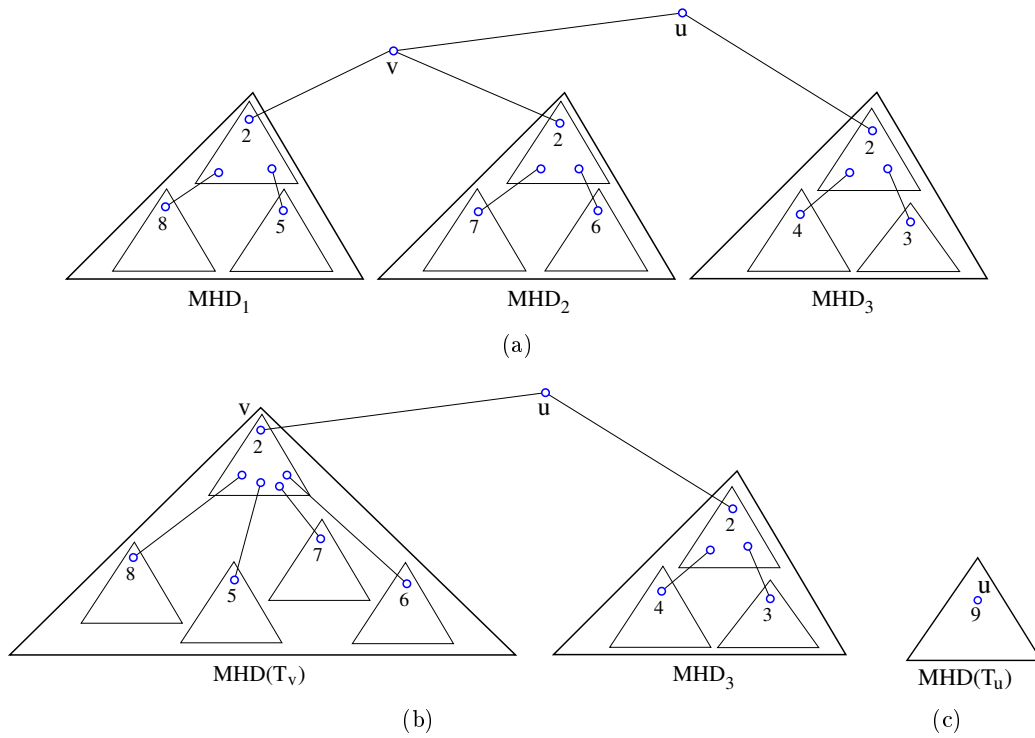 u
v
2 2 2
8 5 7 6 4 3
MHD₁ MHD₂ MHD₃
(a)
v u
2 2
8 5 7 6 4 3 u
9
MHD(Tᵥ) MHD₃ MHD(Tᵤ)
(b) (c)